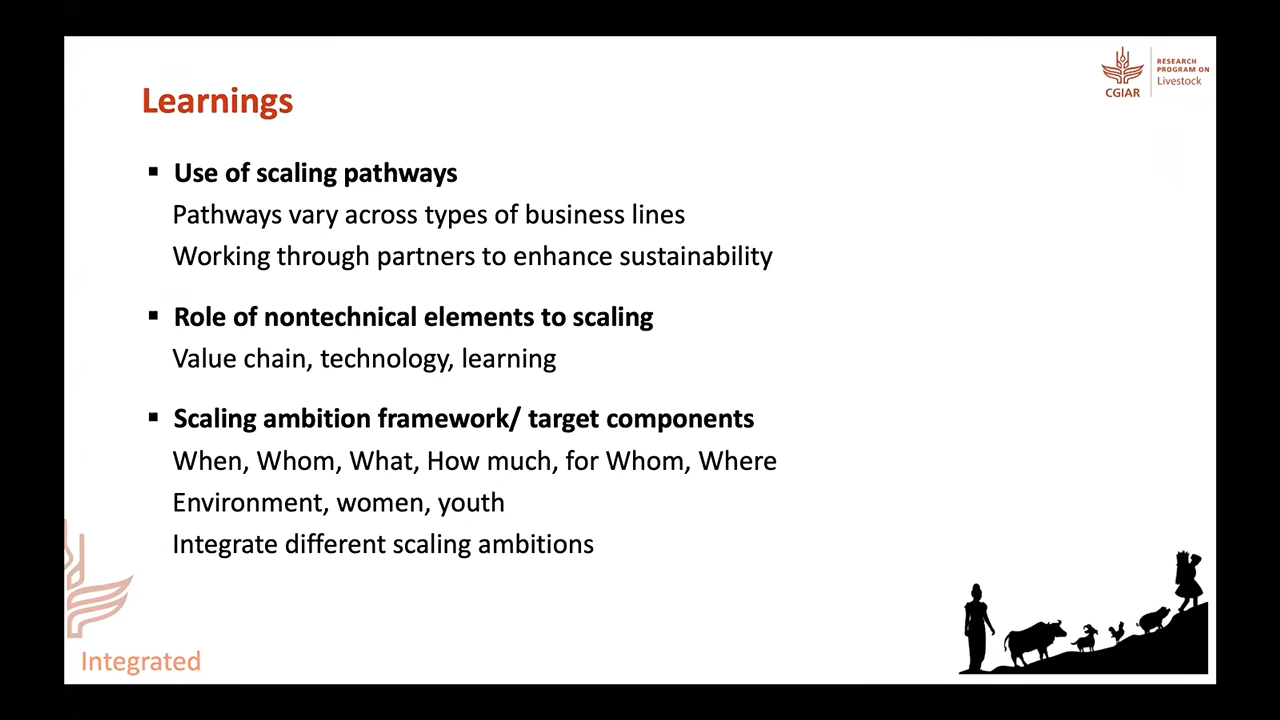 Learnings
CGIAR
RESEARCH
PROGRAM ON
Livestock
▪ Use of scaling pathways
Pathways vary across types of business lines
Working through partners to enhance sustainability
▪ Role of nontechnical elements to scaling
Value chain, technology, learning
▪ Scaling ambition framework/ target components
When, Whom, What, How much, for Whom, Where
Environment, women, youth
Integrate different scaling ambitions
Integrated